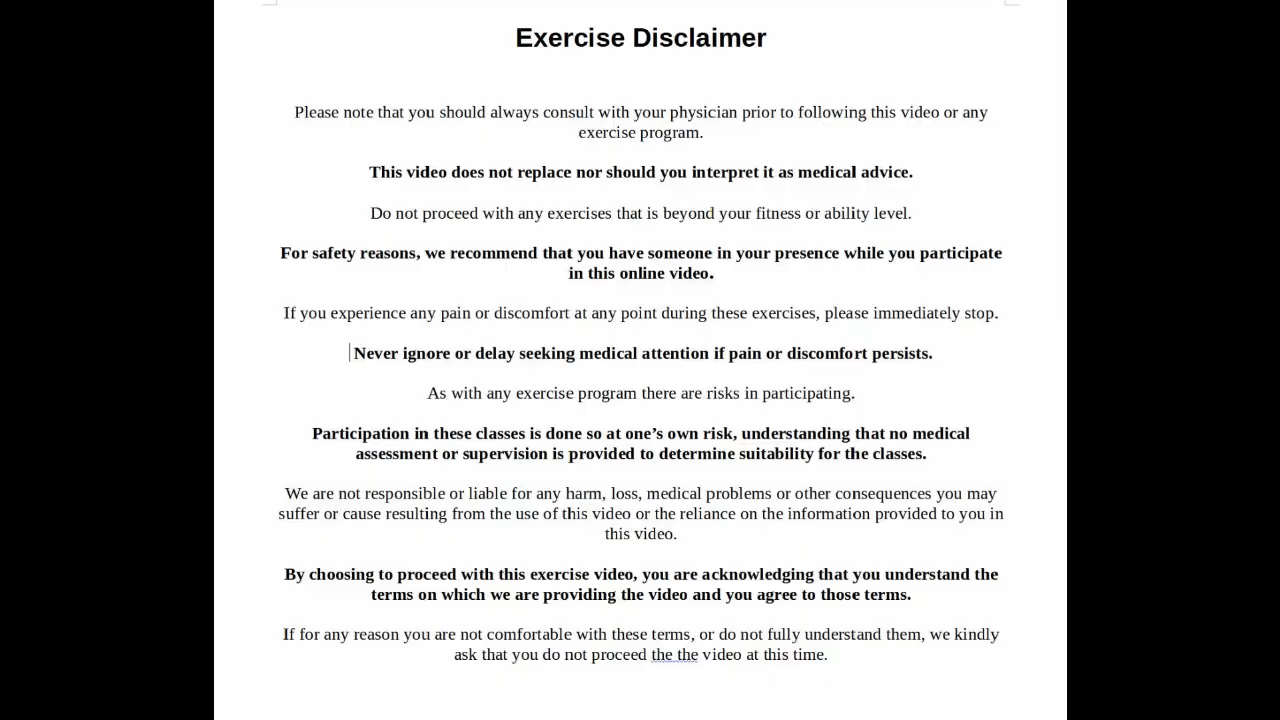 Exercise Disclaimer
Please note that you should always consult with your physician prior to following this video or any
exercise program.
This video does not replace nor should you interpret it as medical advice.
Do not proceed with any exercises that is beyond your fitness or ability level.
For safety reasons, we recommend that you have someone in your presence while you participate
in this online video.
If you experience any pain or discomfort at any point during these exercises, please immediately stop.
Never ignore or delay seeking medical attention if pain or discomfort persists.
As with any exercise program there are risks in participating.
Participation in these classes is done so at one’s own risk, understanding that no medical
assessment or supervision is provided to determine suitability for the classes.
We are not responsible or liable for any harm, loss, medical problems or other consequences you may
suffer or cause resulting from the use of this video or the reliance on the information provided to you in
this video.
By choosing to proceed with this exercise video, you are acknowledging that you understand the
terms on which we are providing the video and you agree to those terms.
If for any reason you are not comfortable with these terms, or do not fully understand them, we kindly
ask that you do not proceed the the video at this time.